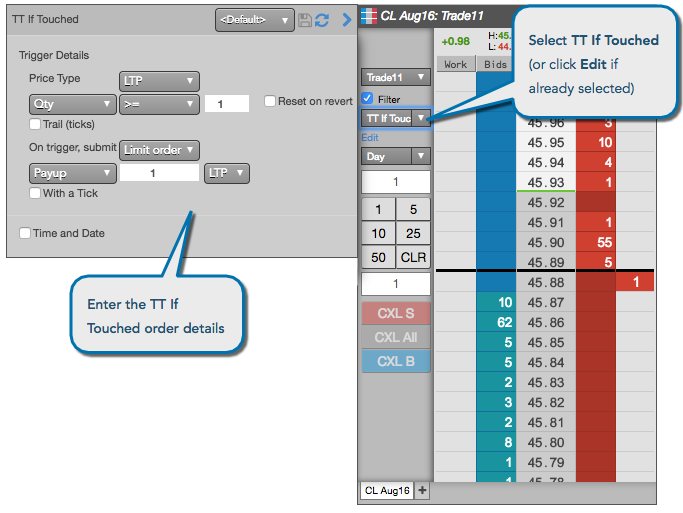 TT If Touched
<Default>
Trigger Details
Price Type LTP
Qty >= 1 Reset on revert
Trail (ticks)
On trigger, submit Limit order
Payup 1 LTP
With a Tick
Time and Date
Enter the TT If
Touched order details
CL Aug16: Trade11
+0.98
H:45.
L: 44.
Work Bids
Select TT If Touched
(or click Edit if
already selected)
Trade11
Filter
TT If Touc
Edit
Day
1
1 5
10 25
50 CLR
1
CXL S
CXL All
CXL B
45.96 3
45.95 10
45.94 4
45.93 1
45.92
45.91 1
45.90 55
45.89 5
45.88 1
10 45.87
62 45.86
5 45.85
5 45.84
2 45.83
3 45.82
2 45.81
8 45.80
1 45.79
1 45.78
CL Aug16 +